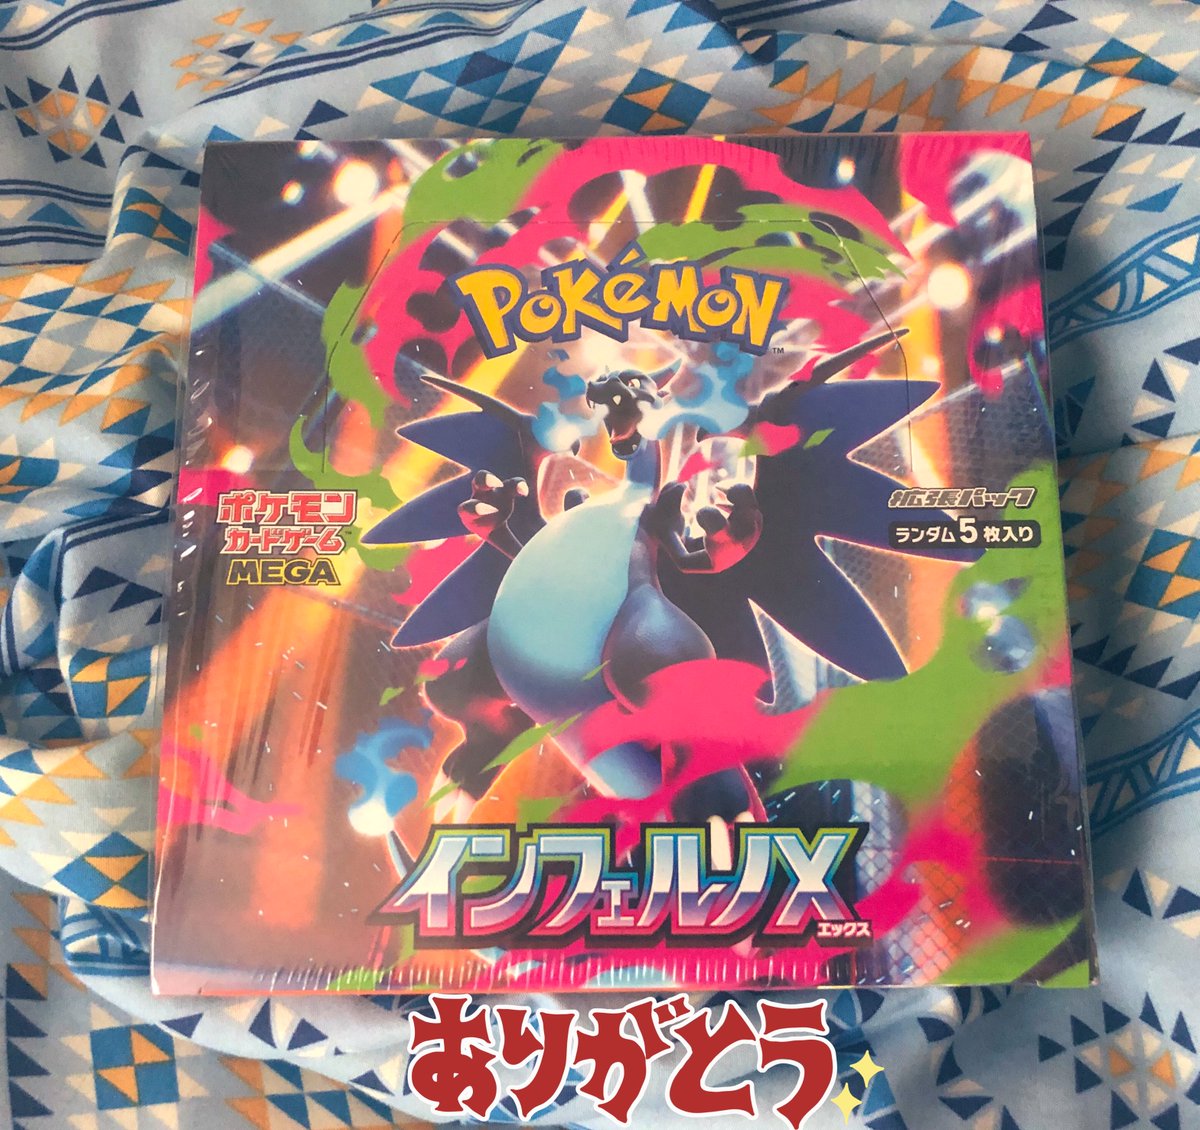 POKéMON
TM
ポケモン
カードゲーム
MEGA
拡張パック
ランダム5枚入り
インフェルノX
エックス
ありがとう